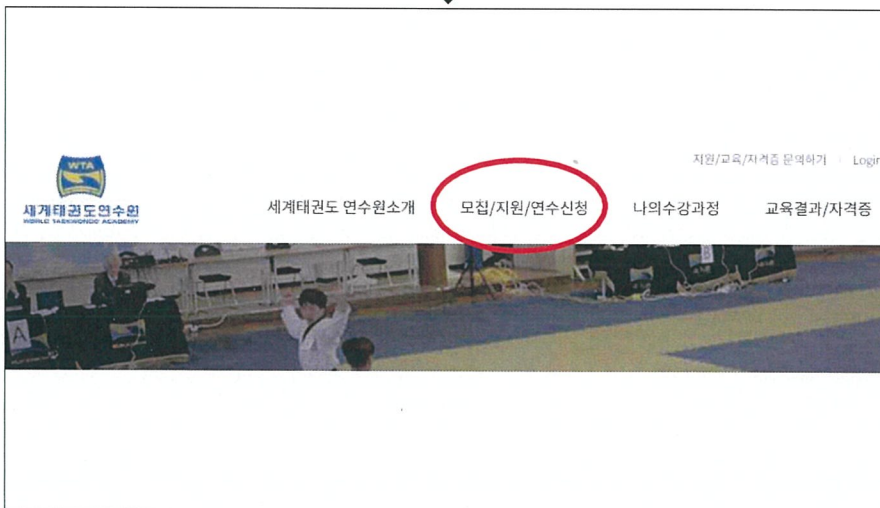 WTA
세계태권도연수원
WORLD TAEKWONDO ACADEMY
지원/교육/자격증 문의하기
Login
세계태권도 연수원소개
모집/지원/연수신청
나의수강과정
교육결과/자격증
A
B